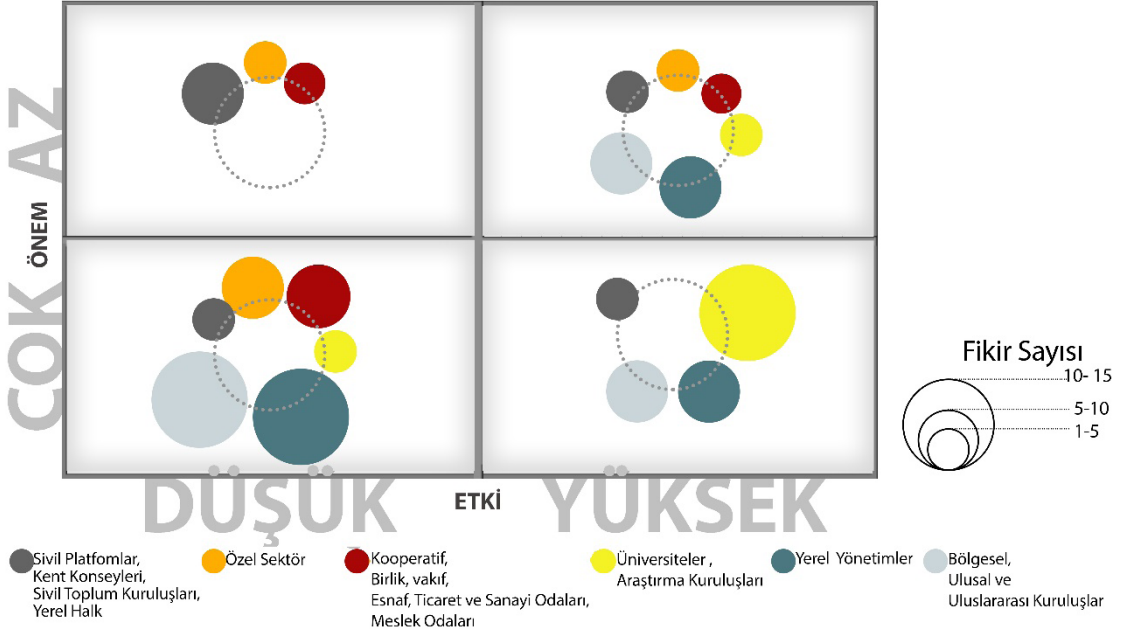 AZ
ÖNEM
ÇOK
DÜŞÜK
ETKİ
YÜKSEK
Fikir Sayısı
10- 15
5-10
1-5
Sivil Platfomlar,
Kent Konseyleri,
Sivil Toplum Kuruluşları,
Yerel Halk
Özel Sektör
Kooperatif,
Birlik, vakıf,
Esnaf, Ticaret ve Sanayi Odaları,
Meslek Odaları
Üniversiteler ,
Araştırma Kuruluşları
Yerel Yönetimler
Bölgesel,
Ulusal ve
Uluslararası Kuruluşlar